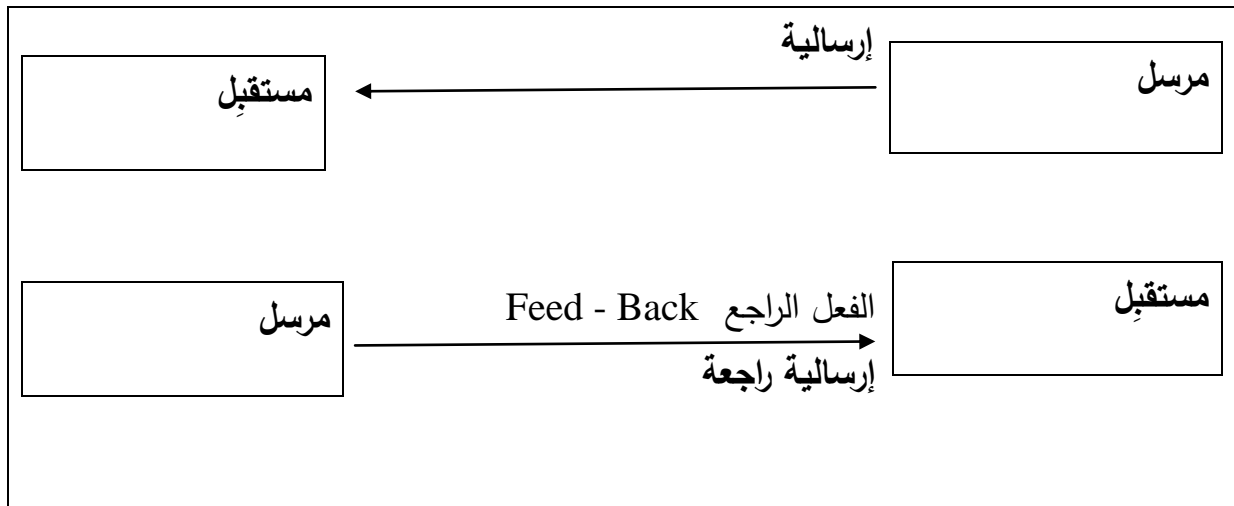 إرسالية
مرسل
مستقبِل
مستقبِل
الفعل الراجع Feed - Back
مرسل
إرسالية راجعة